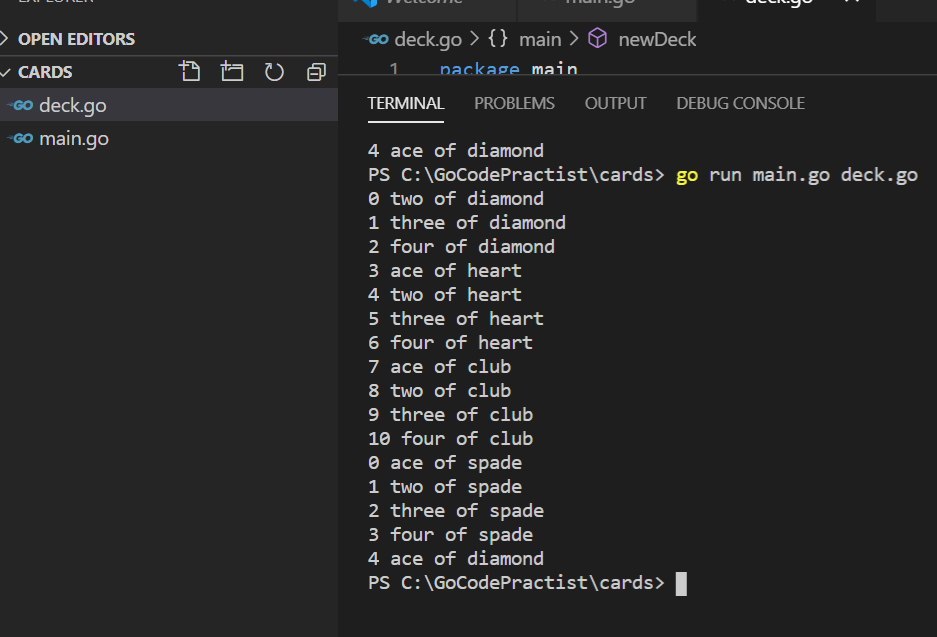 EXPLORER
OPEN EDITORS
CARDS
GO deck.go
GO main.go
Welcome main.go deck.go
GO deck.go > {} main > newDeck
1 package main
TERMINAL PROBLEMS OUTPUT DEBUG CONSOLE
4 ace of diamond
PS C:\GoCodePractist\cards> go run main.go deck.go
0 two of diamond
1 three of diamond
2 four of diamond
3 ace of heart
4 two of heart
5 three of heart
6 four of heart
7 ace of club
8 two of club
9 three of club
10 four of club
0 ace of spade
1 two of spade
2 three of spade
3 four of spade
4 ace of diamond
PS C:\GoCodePractist\cards>